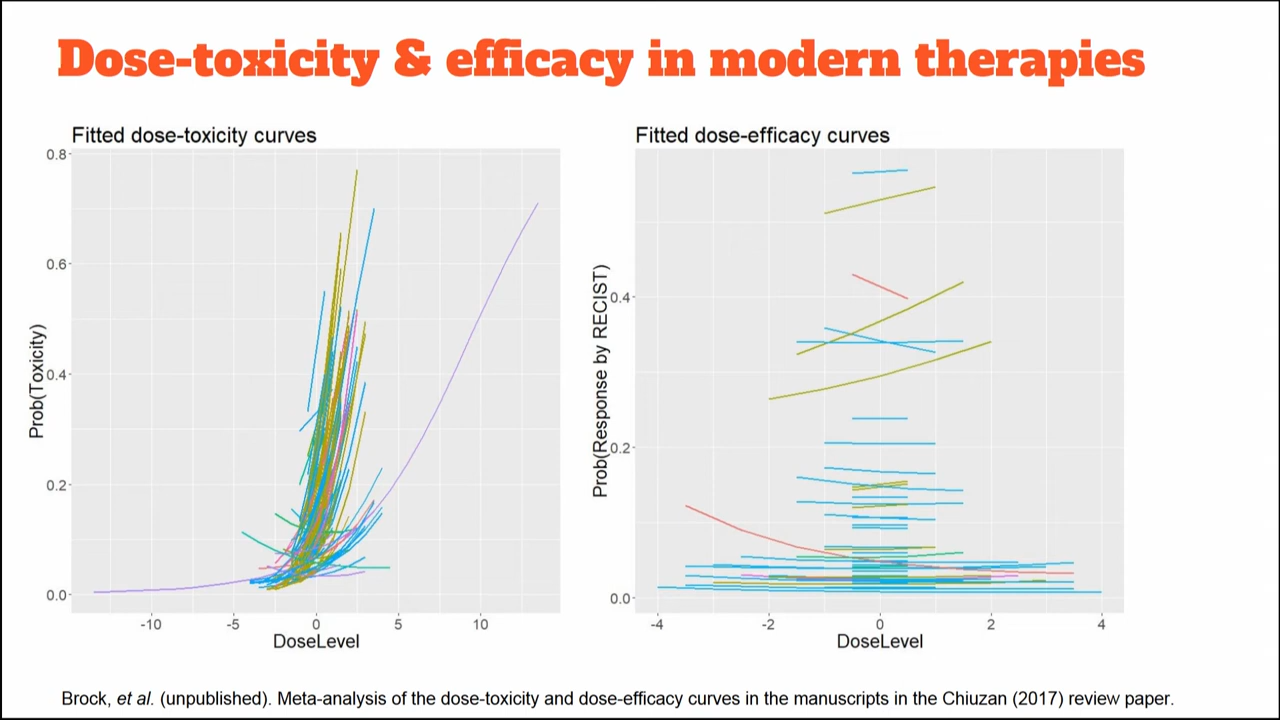 Dose-toxicity & efficacy in modern therapies
Fitted dose-toxicity curves
0.8
0.6
0.4
0.2
0.0
Prob(Toxicity)
-10 -5 0 5 10
DoseLevel
Fitted dose-efficacy curves
0.4
0.2
0.0
Prob(Response by RECIST)
-4 -2 0 2 4
DoseLevel
Brock, et al. (unpublished). Meta-analysis of the dose-toxicity and dose-efficacy curves in the manuscripts in the Chiuzan (2017) review paper.